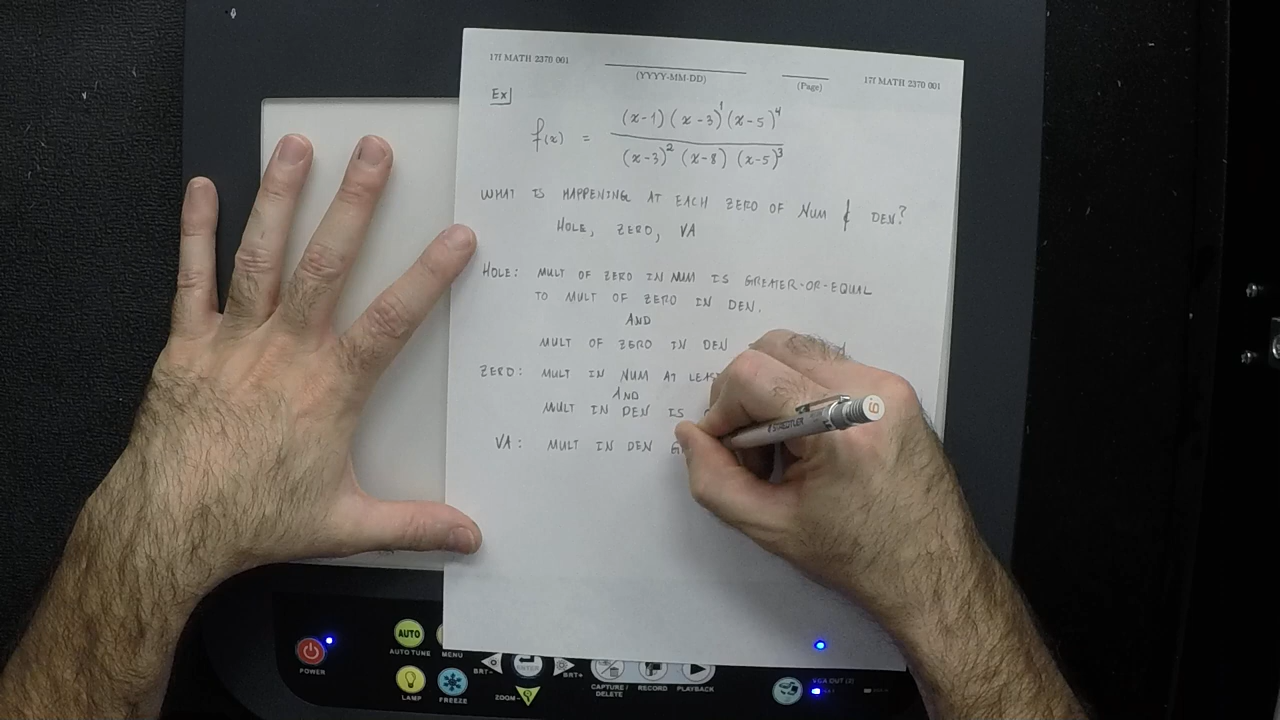 17f MATH 2370 001
(YYYY-MM-DD)
(Page)
17f MATH 2370 001
Ex
f(x) = (x-1) (x-3)^1 (x-5)^4
(x-3)^2 (x-8) (x-5)^3
WHAT IS HAPPENING AT EACH ZERO OF NUM & DEN?
HOLE, ZERO, VA
HOLE: MULT OF ZERO IN NUM IS GREATER-OR-EQUAL
TO MULT OF ZERO IN DEN.
AND
MULT OF ZERO IN DEN
ZERO: MULT IN NUM AT LEAS
AND
MULT IN DEN IS
VA: MULT IN DEN
STAEDTLER
POWER
AUTO
AUTO TUNE
MENU
LAMP
FREEZE
BRT-
ENTER
BRT+
ZOOM-
CAPTURE /
DELETE
RECORD
PLAYBACK